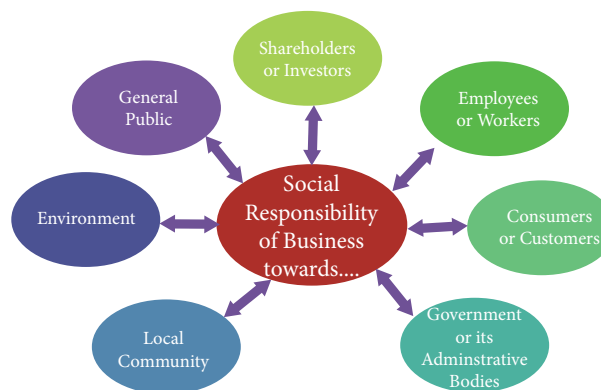 Shareholders
or Investors
General
Public
Employees
or Workers
Social
Responsibility
of Business
towards....
Environment
Consumers
or Customers
Local
Community
Government
or its
Adminstrative
Bodies